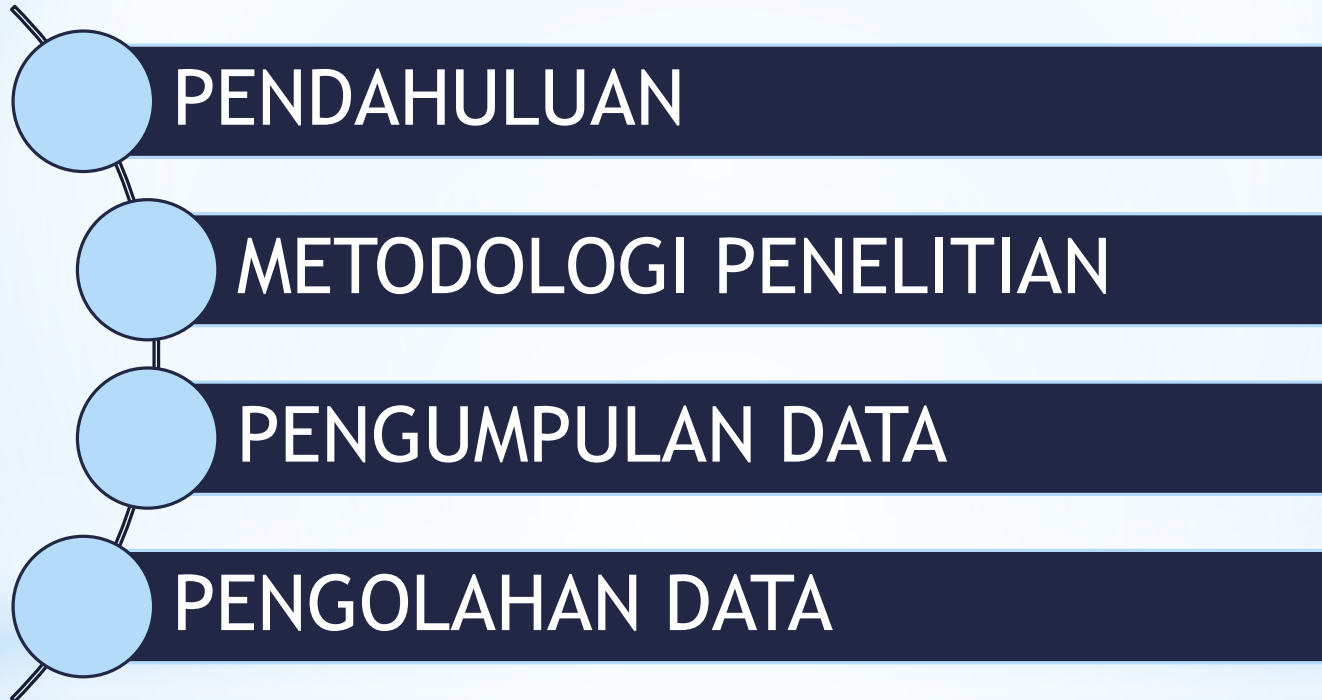 PENDAHULUAN
METODOLOGI PENELITIAN
PENGUMPULAN DATA
PENGOLAHAN DATA